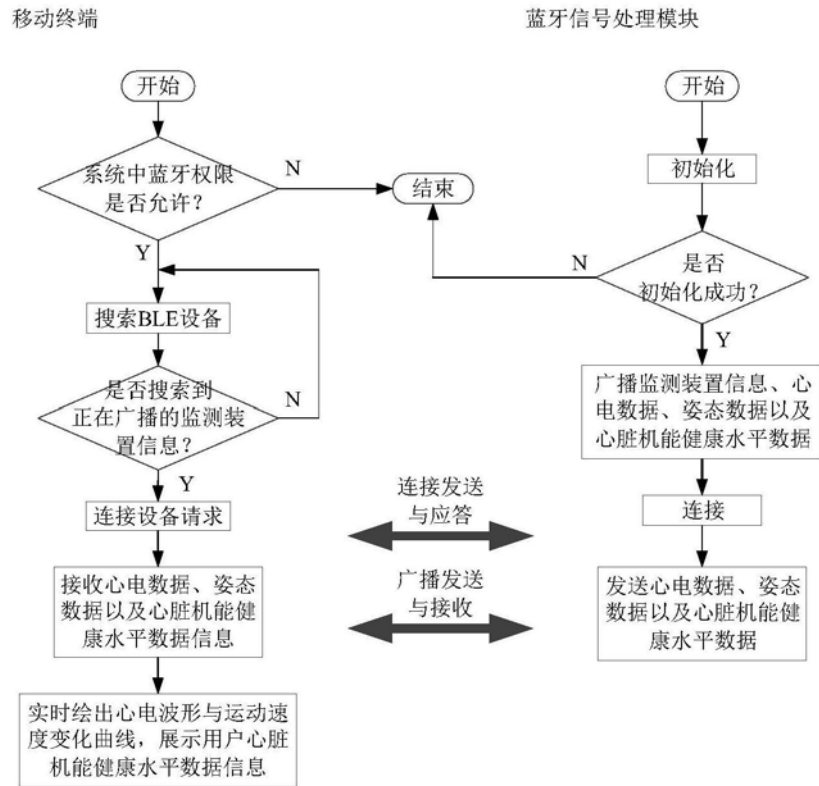 移动终端
蓝牙信号处理模块
开始
系统中蓝牙权限
是否允许？
N
结束
Y
搜索BLE设备
是否搜索到
正在广播的监测装
置信息？
N
Y
连接设备请求
接收心电数据、姿态
数据以及心脏机能健
康水平数据信息
实时绘出心电波形与运动速
度变化曲线，展示用户心脏
机能健康水平数据信息
连接发送
与应答
广播发送
与接收
开始
初始化
是否
初始化成功？
N
Y
广播监测装置信息、心
电数据、姿态数据以及
心脏机能健康水平数据
连接
发送心电数据、姿态
数据以及心脏机能健
康水平数据